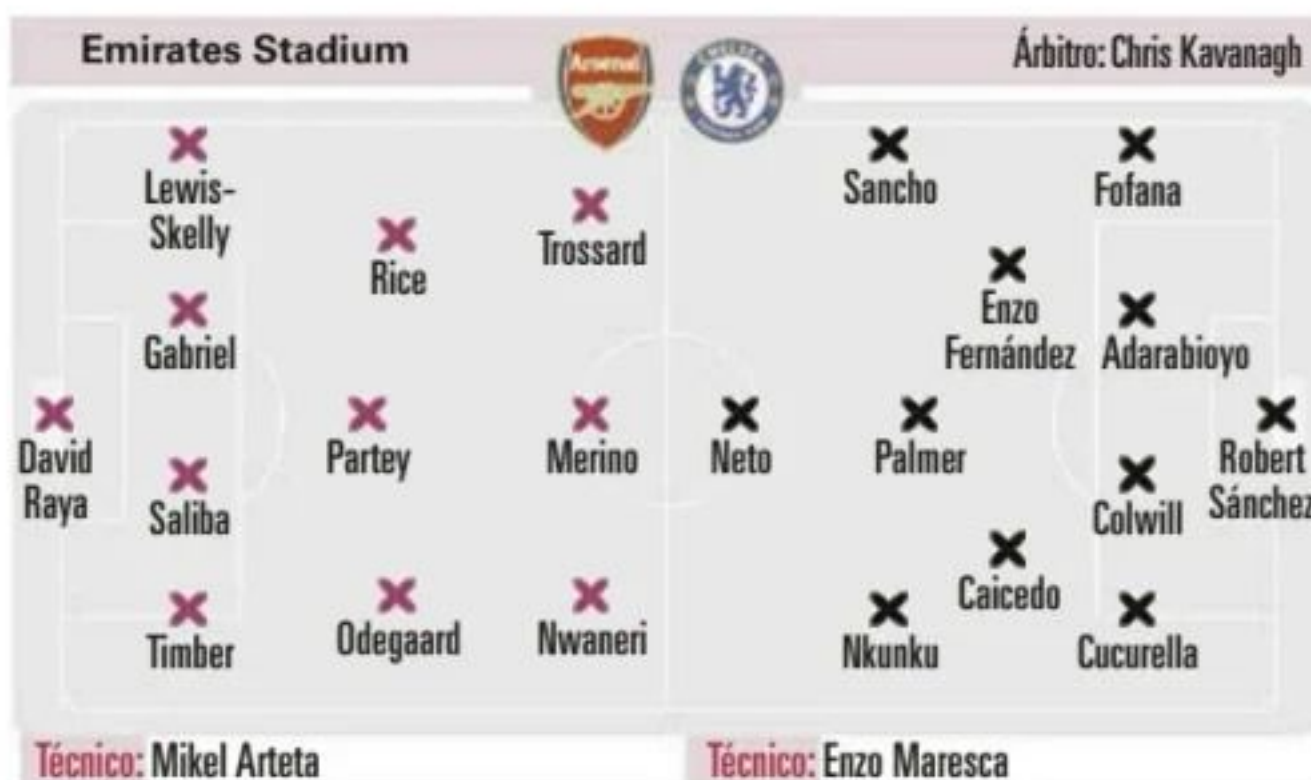 Emirates Stadium
Árbitro: Chris Kavanagh
Arsenal
Lewis-
Skelly
Gabriel
David
Raya
Saliba
Timber
Rice
Partey
Odegaard
Trossard
Merino
Nwaneri
Neto
Sancho
Palmer
Nkunku
Enzo
Fernández
Caicedo
Fofana
Adarabioyo
Colwill
Cucurella
Robert
Sánchez
Técnico: Mikel Arteta
Técnico: Enzo Maresca